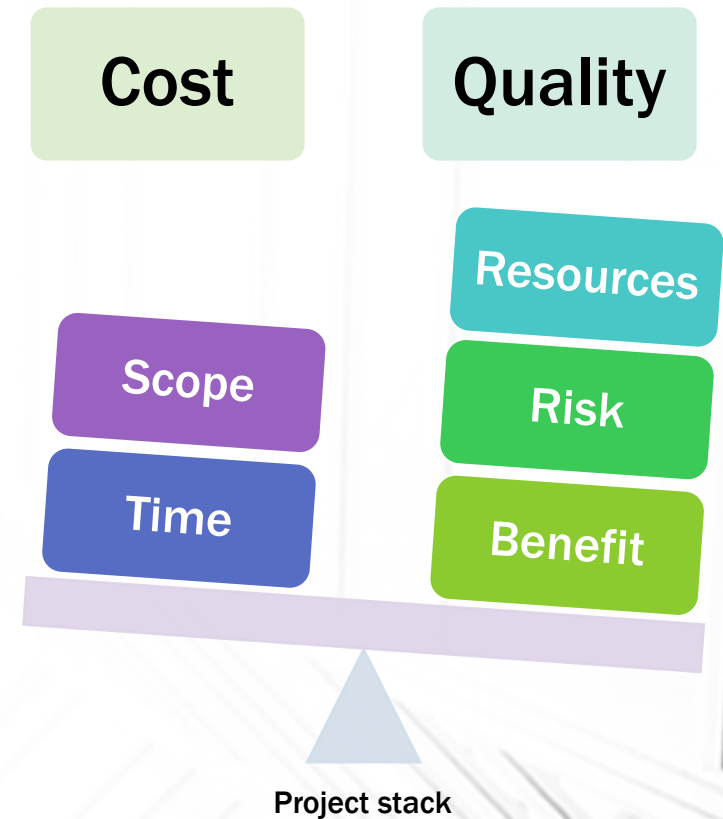 Cost
Quality
Resources
Scope
Risk
Time
Benefit
Project stack